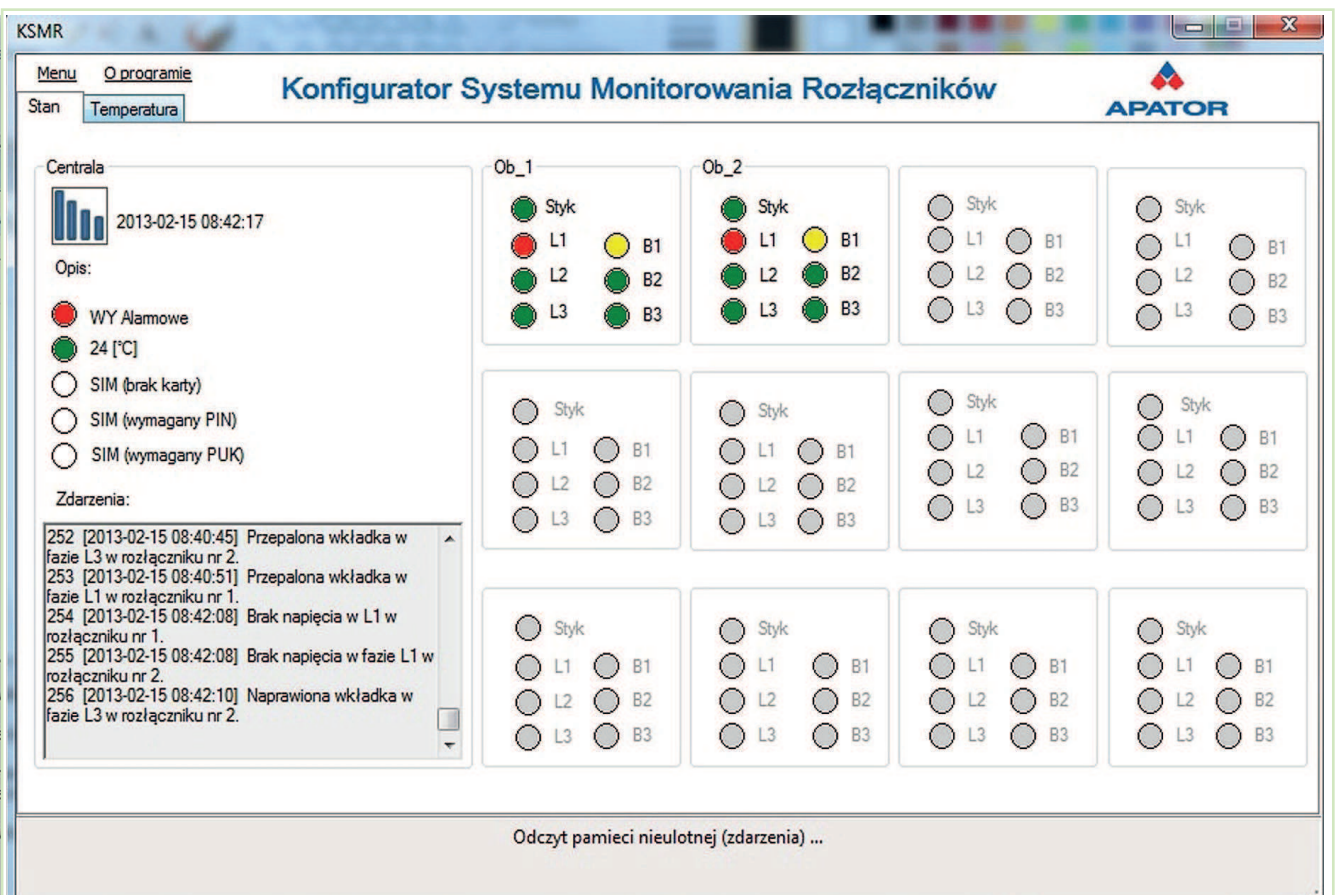 KSMR
Menu O programie
Konfigurator Systemu Monitorowania Rozłączników
APATOR
Stan Temperatura
Centrala
2013-02-15 08:42:17
Opis:
WY Alarmowe
24 [°C]
SIM (brak karty)
SIM (wymagany PIN)
SIM (wymagany PUK)
Zdarzenia:
252 [2013-02-15 08:40:45] Przepalona wkładka w
fazie L3 w rozłączniku nr 2.
253 [2013-02-15 08:40:51] Przepalona wkładka w
fazie L1 w rozłączniku nr 1.
254 [2013-02-15 08:42:08] Brak napięcia w L1 w
rozłączniku nr 1.
255 [2013-02-15 08:42:08] Brak napięcia w fazie L1 w
rozłączniku nr 2.
256 [2013-02-15 08:42:10] Naprawiona wkładka w
fazie L3 w rozłączniku nr 2.
Ob_1
Styk
L1 B1
L2 B2
L3 B3
Ob_2
Styk
L1 B1
L2 B2
L3 B3
Styk
L1 B1
L2 B2
L3 B3
Styk
L1 B1
L2 B2
L3 B3
Styk
L1 B1
L2 B2
L3 B3
Styk
L1 B1
L2 B2
L3 B3
Styk
L1 B1
L2 B2
L3 B3
Styk
L1 B1
L2 B2
L3 B3
Styk
L1 B1
L2 B2
L3 B3
Styk
L1 B1
L2 B2
L3 B3
Styk
L1 B1
L2 B2
L3 B3
Styk
L1 B1
L2 B2
L3 B3
Odczyt pamieci nieulotnej (zdarzenia) ...